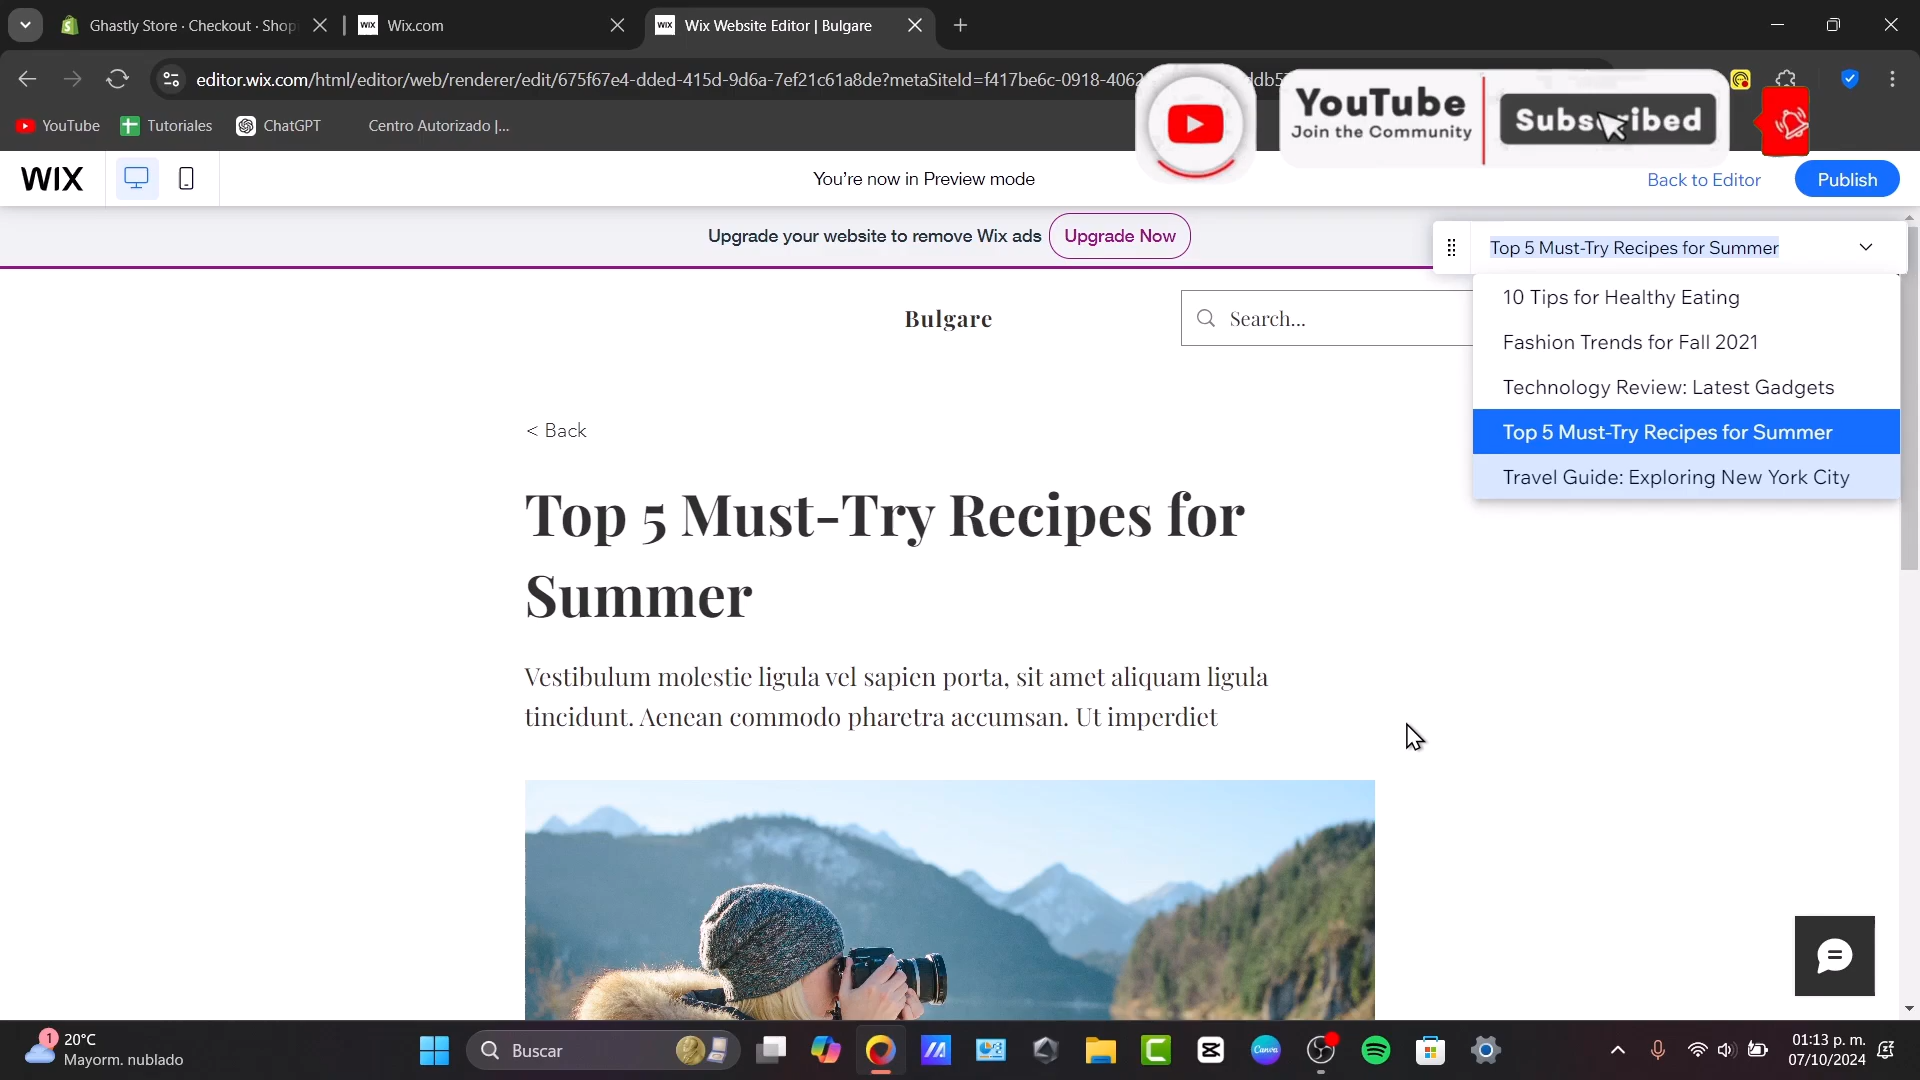 Ghastly Store · Checkout · Shop
Wix.com
Wix Website Editor | Bulgare
editor.wix.com/html/editor/web/renderer/edit/675f67e4-dded-415d-9d6a-7ef21c61a8de?metaSiteId=f417be6c-0918-4062
YouTube
Join the Community
Subscribed
YouTube
Tutoriales
ChatGPT
Centro Autorizado |...
WIX
You're now in Preview mode
Back to Editor
Publish
Upgrade your website to remove Wix ads
Upgrade Now
Top 5 Must-Try Recipes for Summer
10 Tips for Healthy Eating
Fashion Trends for Fall 2021
Technology Review: Latest Gadgets
Top 5 Must-Try Recipes for Summer
Travel Guide: Exploring New York City
Bulgare
Search...
< Back
Top 5 Must-Try Recipes for
Summer
Vestibulum molestie ligula vel sapien porta, sit amet aliquam ligula
tincidunt. Aenean commodo pharetra accumsan. Ut imperdiet
1
20°C
Mayorm. nublado
Buscar
Canva
01:13 p. m.
07/10/2024